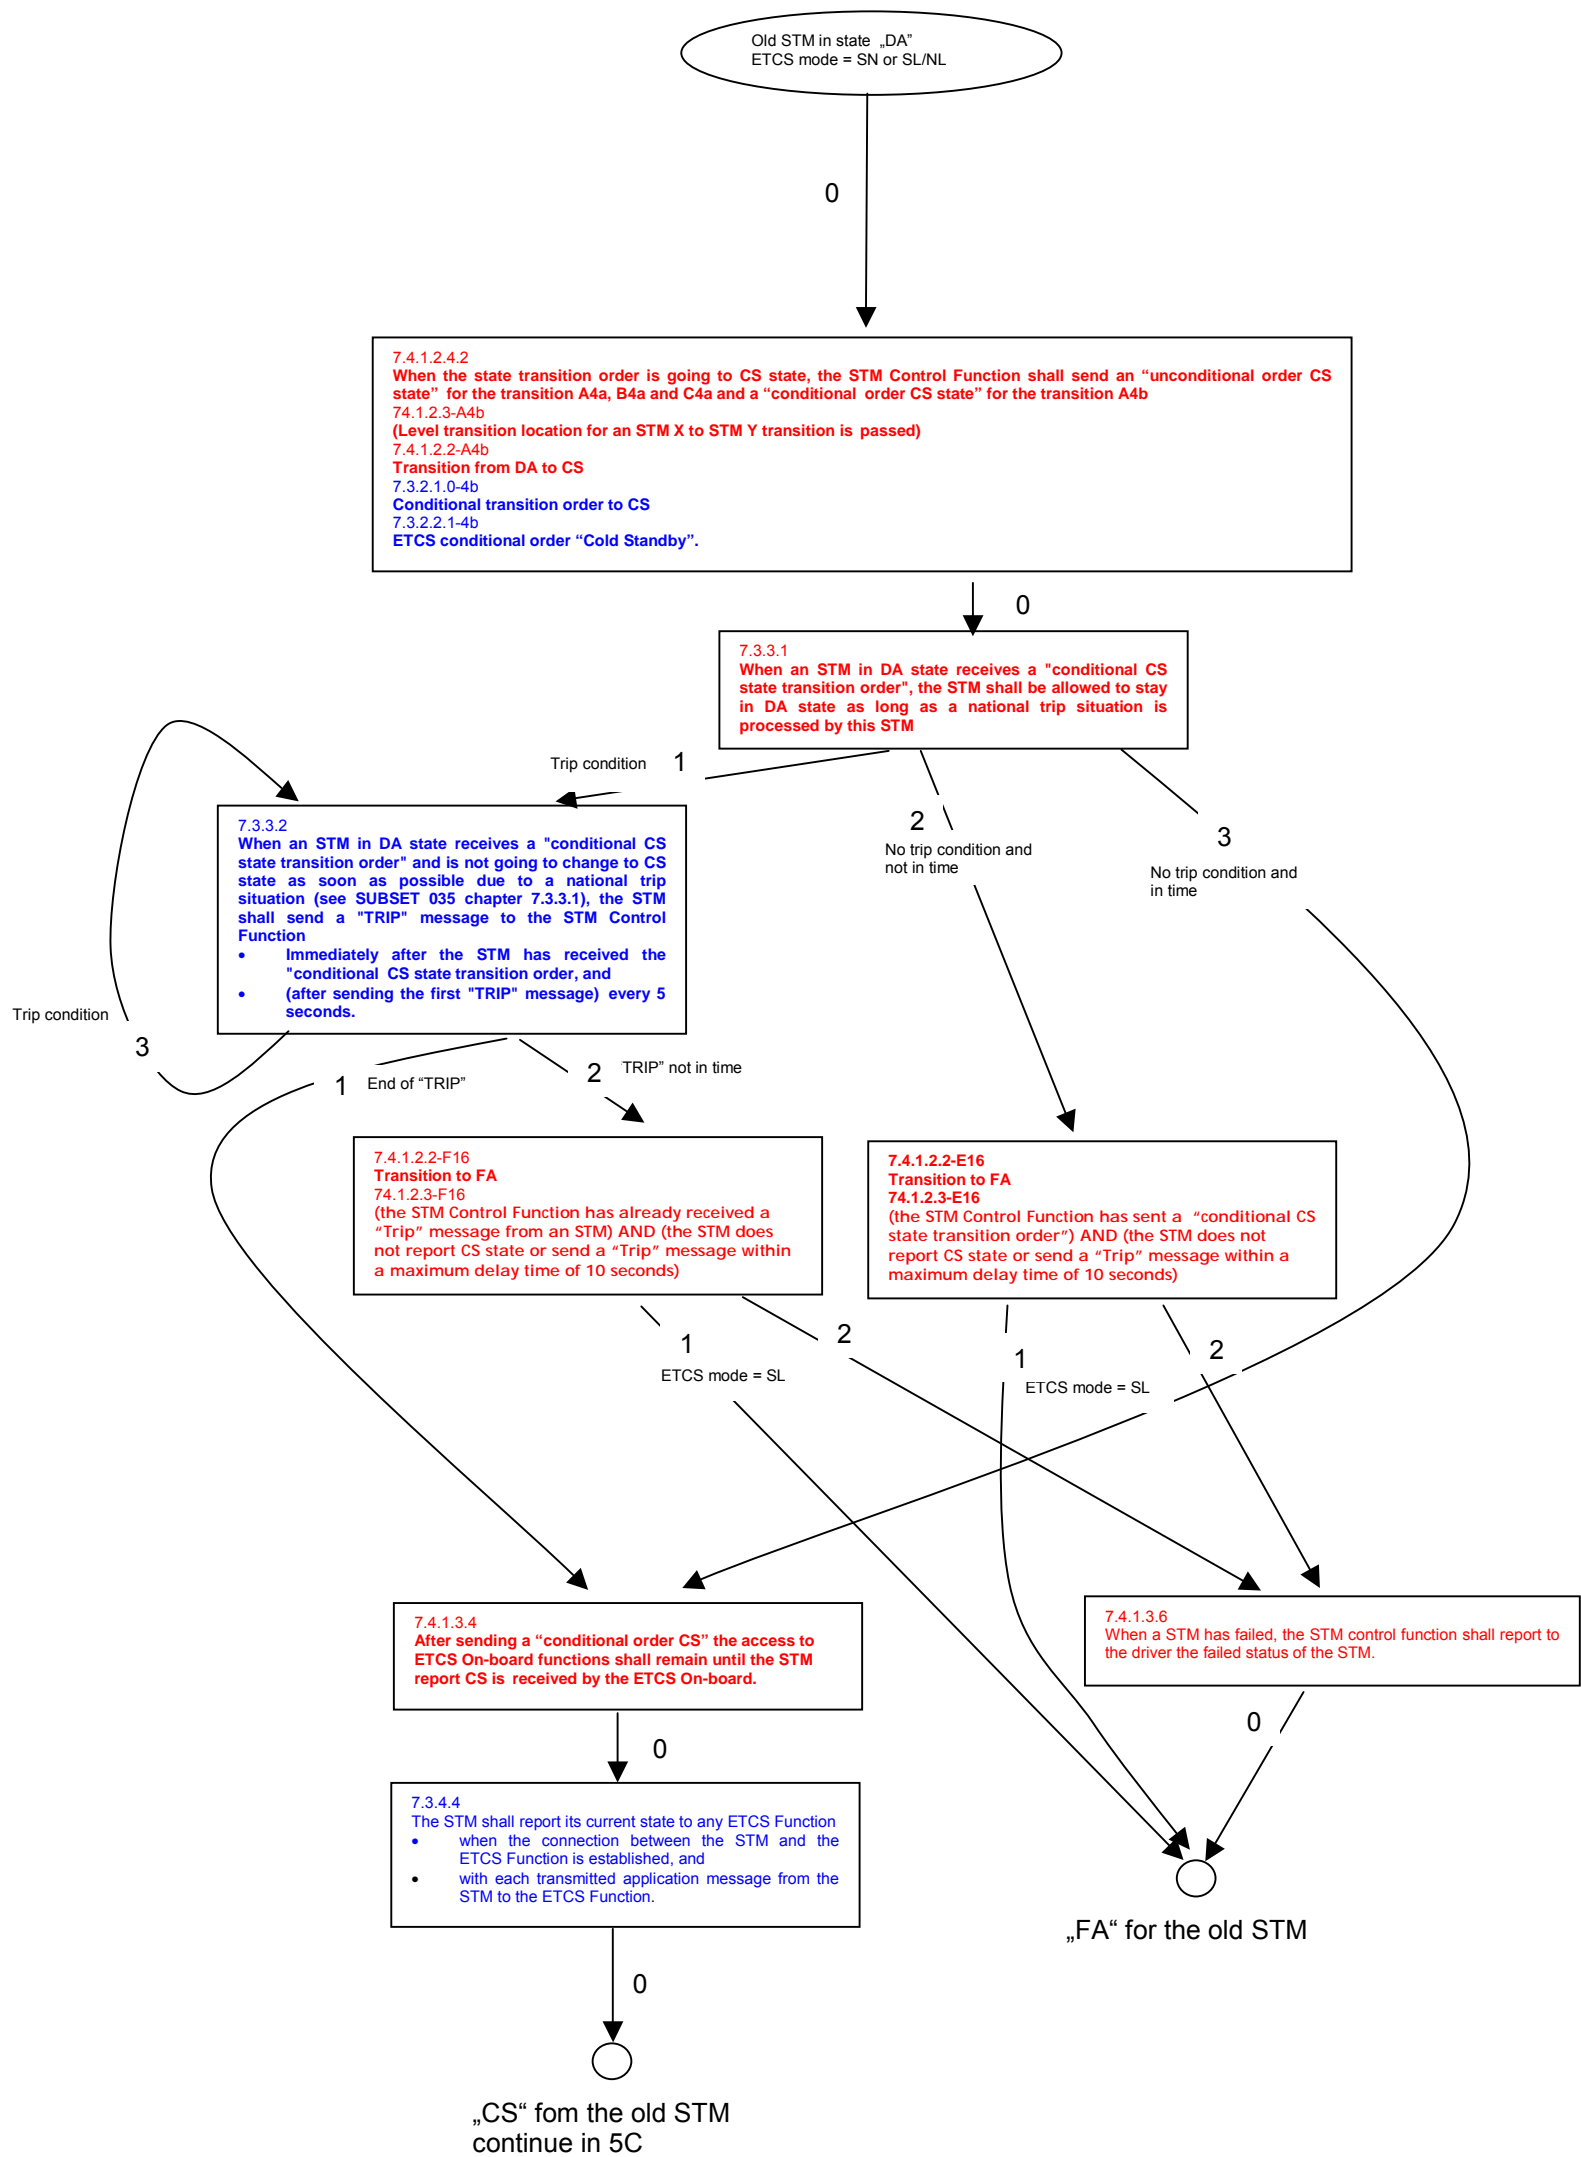 Old STM in state „DA”
ETCS mode = SN or SL/NL
0
7.4.1.2.4.2
When the state transition order is going to CS state, the STM Control Function shall send an “unconditional order CS
state” for the transition A4a, B4a and C4a and a “conditional order CS state” for the transition A4b
74.1.2.3-A4b
(Level transition location for an STM X to STM Y transition is passed)
7.4.1.2.2-A4b
Transition from DA to CS
7.3.2.1.0-4b
Conditional transition order to CS
7.3.2.2.1-4b
ETCS conditional order “Cold Standby”.
0
7.3.3.1
When an STM in DA state receives a "conditional CS
state transition order", the STM shall be allowed to stay
in DA state as long as a national trip situation is
processed by this STM
Trip condition 1
2
No trip condition and
not in time
3
No trip condition and
in time
7.3.3.2
When an STM in DA state receives a "conditional CS
state transition order" and is not going to change to CS
state as soon as possible due to a national trip
situation (see SUBSET 035 chapter 7.3.3.1), the STM
shall send a "TRIP" message to the STM Control
Function
• Immediately after the STM has received the
"conditional CS state transition order, and
• (after sending the first "TRIP" message) every 5
seconds.
Trip condition
3
1 End of “TRIP”
2 TRIP” not in time
7.4.1.2.2-F16
Transition to FA
74.1.2.3-F16
(the STM Control Function has already received a
“Trip” message from an STM) AND (the STM does
not report CS state or send a “Trip” message within
a maximum delay time of 10 seconds)
7.4.1.2.2-E16
Transition to FA
74.1.2.3-E16
(the STM Control Function has sent a “conditional CS
state transition order”) AND (the STM does not
report CS state or send a “Trip” message within a
maximum delay time of 10 seconds)
1
ETCS mode = SL
2
1
ETCS mode = SL
2
7.4.1.3.4
After sending a “conditional order CS” the access to
ETCS On-board functions shall remain until the STM
report CS is received by the ETCS On-board.
7.4.1.3.6
When a STM has failed, the STM control function shall report to
the driver the failed status of the STM.
0
0
7.3.4.4
The STM shall report its current state to any ETCS Function
• when the connection between the STM and the
ETCS Function is established, and
• with each transmitted application message from the
STM to the ETCS Function.
„FA“ for the old STM
0
„CS“ fom the old STM
continue in 5C